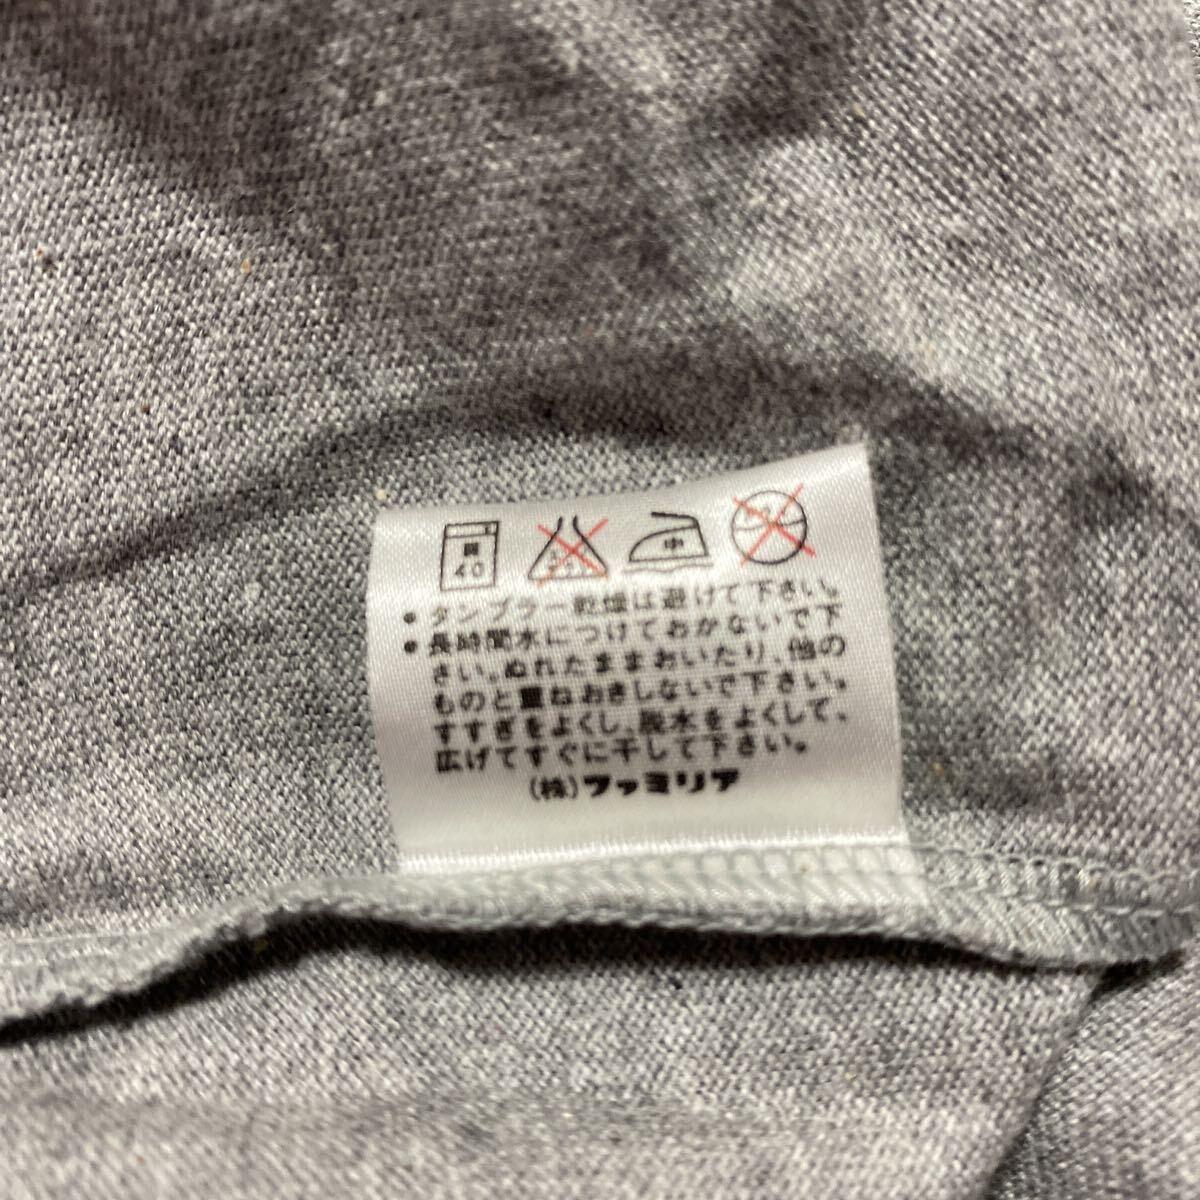 40
中
• タンブラー乾燥は避けて下さい。
• 長時間水につけておかないで下
さい。ぬれたままおいたり、他の
ものと重ねおきしないで下さい。
すすぎをよくし、脱水をよくして、
広げてすぐに干して下さい。
(株)ファミリア